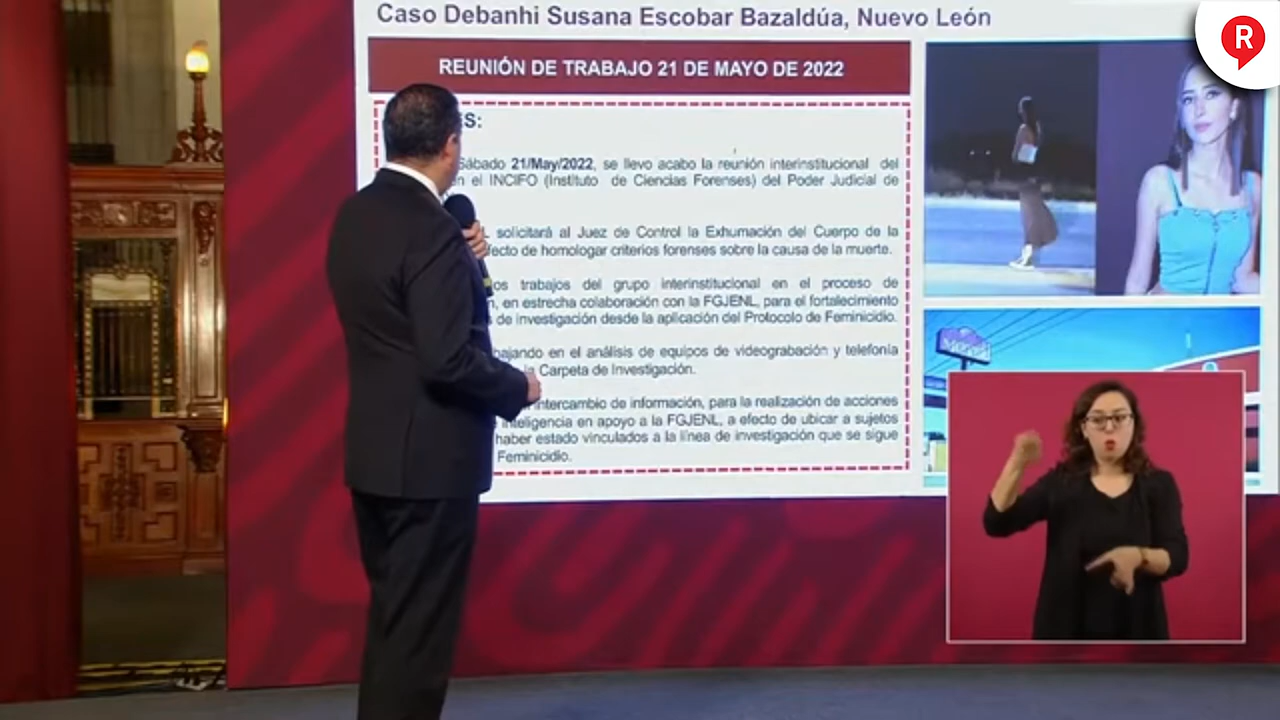 Caso Debanhi Susana Escobar Bazaldúa, Nuevo León
R
REUNIÓN DE TRABAJO 21 DE MAYO DE 2022
S:
Sábado 21/May/2022, se llevo acabo la reunión interinstitucional del
en el INCIFO (Instituto de Ciencias Forenses) del Poder Judicial de
solicitará al Juez de Control la Exhumación del Cuerpo de la
efecto de homologar criterios forenses sobre la causa de la muerte.
os trabajos del grupo interinstitucional en el proceso de
n, en estrecha colaboración con la FGJENL, para el fortalecimiento
s de investigación desde la aplicación del Protocolo de Feminicidio.
bajando en el análisis de equipos de videograbación y telefonía
la Carpeta de Investigación.
intercambio de información, para la realización de acciones
inteligencia en apoyo a la FGJENL, a efecto de ubicar a sujetos
haber estado vinculados a la línea de investigación que se sigue
Feminicidio.